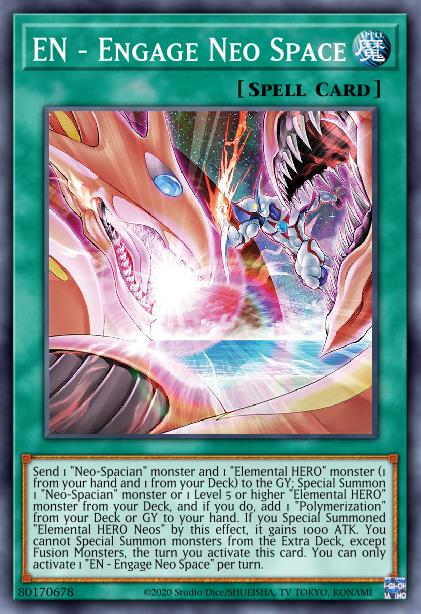 EN - Engage Neo Space
SPELL
魔
[Spell Card]
Send 1 "Neo-Spacian" monster and 1 "Elemental HERO" monster (1
from your hand and 1 from your Deck) to the GY; Special Summon
1 "Neo-Spacian" monster or 1 Level 5 or higher "Elemental HERO"
monster from your Deck, and if you do, add 1 "Polymerization"
from your Deck or GY to your hand. If you Special Summoned
"Elemental HERO Neos" by this effect, it gains 1000 ATK. You
cannot Special Summon monsters from the Extra Deck, except
Fusion Monsters, the turn you activate this card. You can only
activate 1 "EN - Engage Neo Space" per turn.
80170678
©2020 Studio Dice/SHUEISHA, TV TOKYO, KONAMI